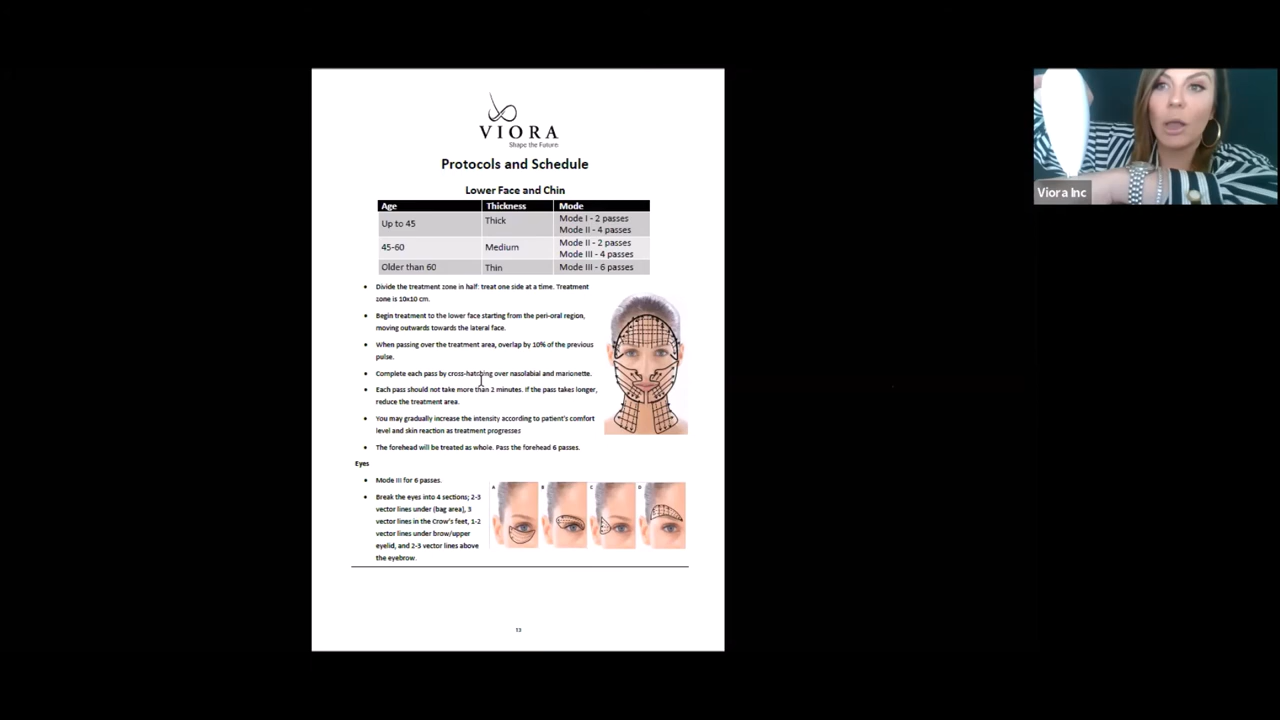 VIORA
Shape the Future
Protocols and Schedule
Lower Face and Chin
Age Thickness Mode
Up to 45 Thick Mode I - 2 passes
Mode II - 4 passes
45-60 Medium Mode II - 2 passes
Mode III - 4 passes
Older than 60 Thin Mode III - 6 passes
• Divide the treatment zone in half: treat one side at a time. Treatment
zone is 10x10 cm.
• Begin treatment to the lower face starting from the peri-oral region,
moving outwards towards the lateral face.
• When passing over the treatment area, overlap by 10% of the previous
pulse.
• Complete each pass by cross-hatching over nasolabial and marionette.
• Each pass should not take more than 2 minutes. If the pass takes longer,
reduce the treatment area.
• You may gradually increase the intensity according to patient's comfort
level and skin reaction as treatment progresses
• The forehead will be treated as whole. Pass the forehead 6 passes.
Eyes
• Mode III for 6 passes.
• Break the eyes into 4 sections; 2-3
vector lines under (bag area), 3
vector lines in the Crow's feet, 1-2
vector lines under brow/upper
eyelid, and 2-3 vector lines above
the eyebrow.
A B C D
13
Viora Inc